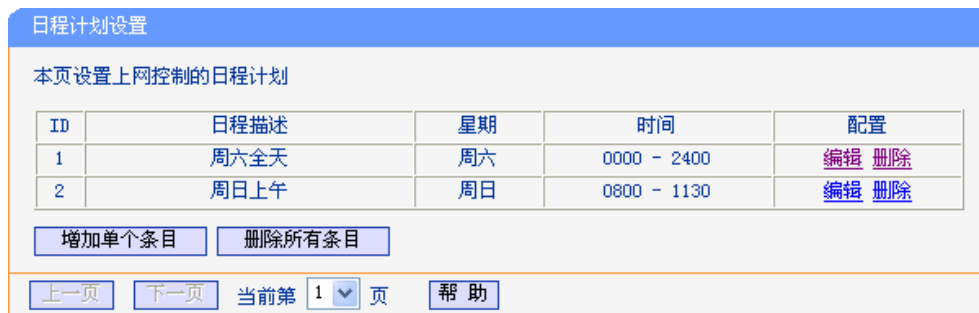 日程计划设置
本页设置上网控制的日程计划
ID 日程描述 星期 时间 配置
1 周六全天 周六 0000 - 2400 编辑 删除
2 周日上午 周日 0800 - 1130 编辑 删除
增加单个条目 删除所有条目
上一页 下一页 当前第 1 页 帮 助